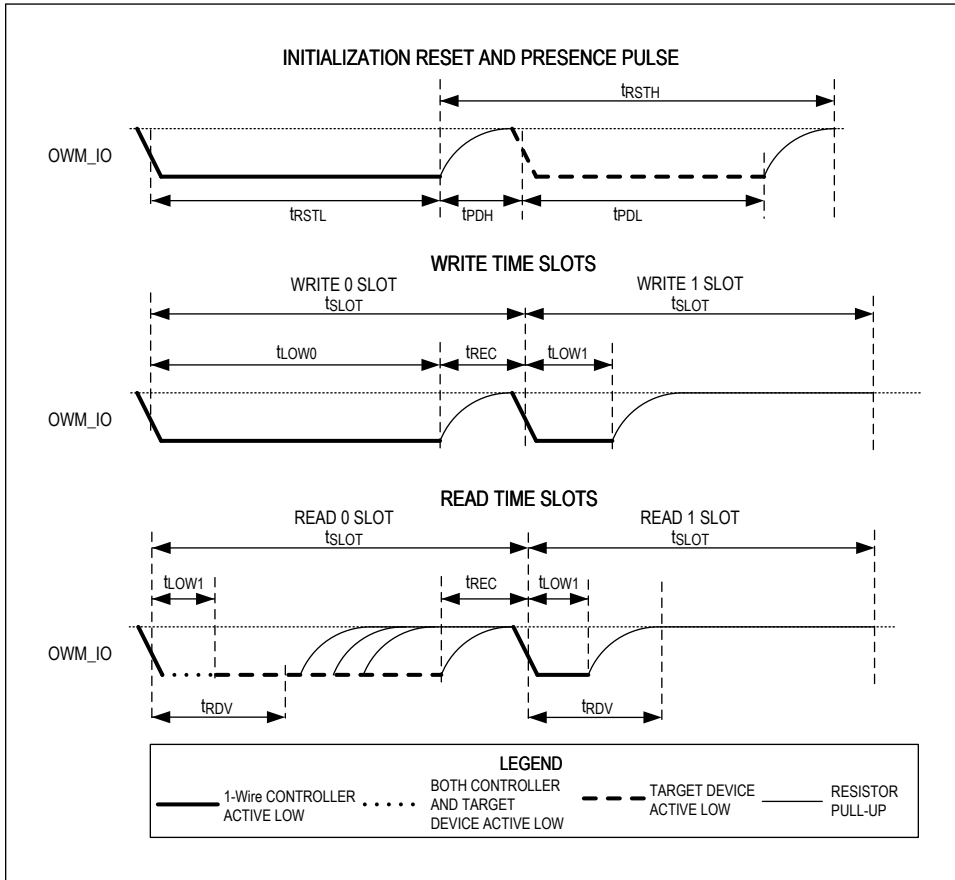 INITIALIZATION RESET AND PRESENCE PULSE
tRSTH
OWM_IO
tRSTL
tPDH
tPDL
WRITE TIME SLOTS
WRITE 0 SLOT
tSLOT
WRITE 1 SLOT
tSLOT
tLOW0
tREC
tLOW1
OWM_IO
READ TIME SLOTS
READ 0 SLOT
tSLOT
READ 1 SLOT
tSLOT
tLOW1
tREC
tLOW1
OWM_IO
tRDV
tRDV
LEGEND
1-Wire CONTROLLER
ACTIVE LOW
BOTH CONTROLLER
AND TARGET
DEVICE ACTIVE LOW
TARGET DEVICE
ACTIVE LOW
RESISTOR
PULL-UP